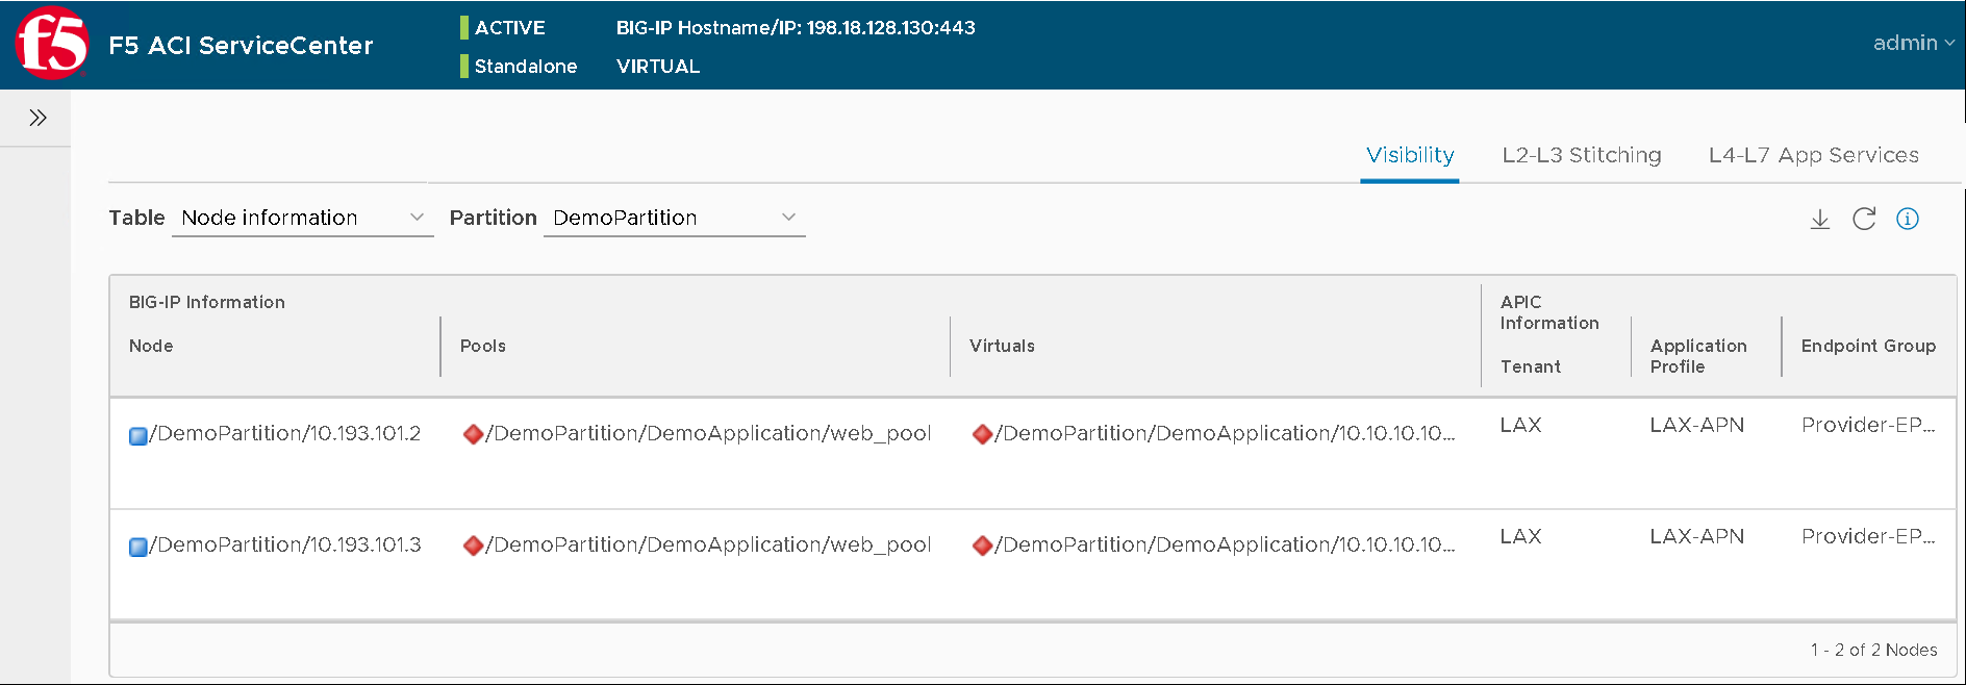 f5
F5 ACI ServiceCenter
ACTIVE
BIG-IP Hostname/IP: 198.18.128.130:443
Standalone
VIRTUAL
admin
Visibility
L2-L3 Stitching
L4-L7 App Services
Table Node information Partition DemoPartition
BIG-IP Information
APIC
Information
Node
Pools
Virtuals
Tenant
Application
Profile
Endpoint Group
/DemoPartition/10.193.101.2 /DemoPartition/DemoApplication/web_pool /DemoPartition/DemoApplication/10.10.10.10... LAX LAX-APN Provider-EP...
/DemoPartition/10.193.101.3 /DemoPartition/DemoApplication/web_pool /DemoPartition/DemoApplication/10.10.10.10... LAX LAX-APN Provider-EP...
1 - 2 of 2 Nodes